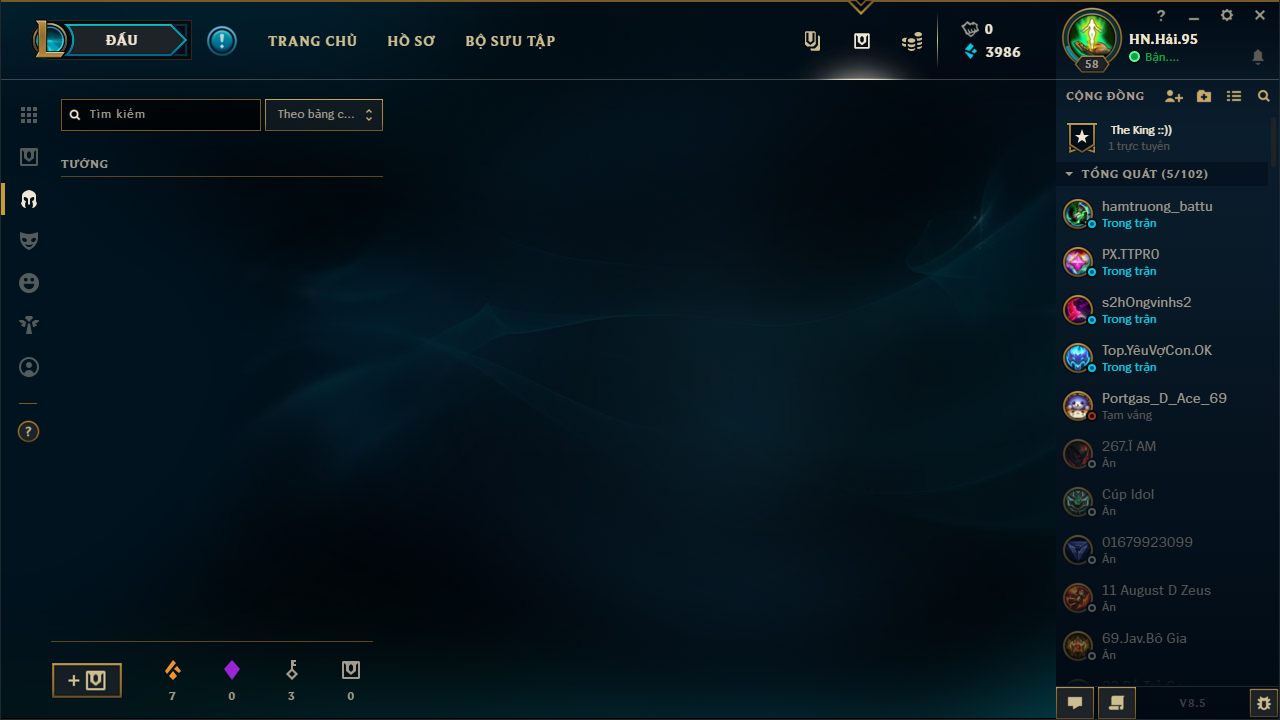 ĐẤU
TRANG CHỦ
HỒ SƠ
BỘ SƯU TẬP
0
3986
58
HN.Hải.95
Bận....
Tìm kiếm
Theo bảng c...
TƯỚNG
7
0
3
0
CỘNG ĐỒNG
The King ::))
1 trực tuyến
TỔNG QUÁT (5/102)
hamtruong_battu
Trong trận
PX.TTPR0
Trong trận
s2hOngvinhs2
Trong trận
Top.YêuVợCon.OK
Trong trận
Portgas_D_Ace_69
Tạm vắng
267.Ĩ AM
Ẩn
Cúp Idol
Ẩn
01679923099
Ẩn
11 August D Zeus
Ẩn
69.Jav.Bô Gia
Ẩn
V8.5